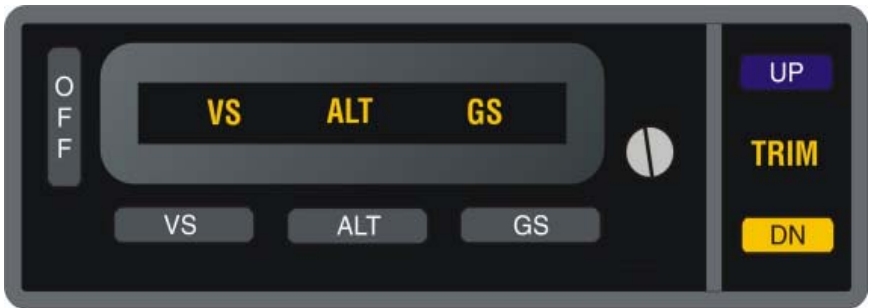 OFF
VS ALT GS
VS ALT GS
UP
TRIM
DN